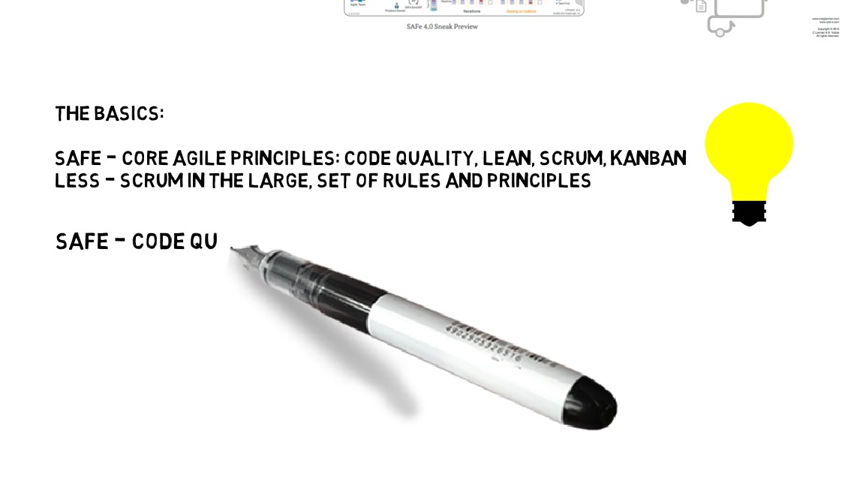 SAFe 4.0 Sneak Preview
THE BASICS:
SAFE – CORE AGILE PRINCIPLES: CODE QUALITY, LEAN, SCRUM, KANBAN
LESS – SCRUM IN THE LARGE, SET OF RULES AND PRINCIPLES
SAFE – CODE QU